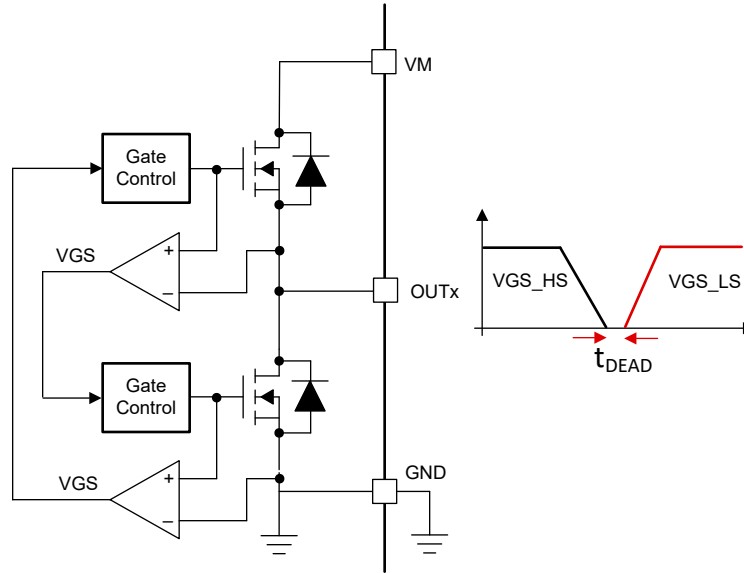 VM
Gate
Control
VGS
+
−
OUTx
VGS_HS
VGS_LS
tDEAD
Gate
Control
GND
VGS
+
−